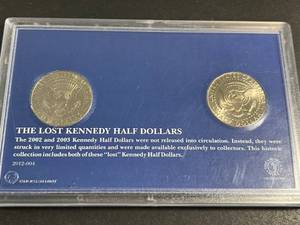 THE LOST KENNEDY HALF DOLLARS
The 2002 and 2003 Kennedy Half Dollars were not released into circulation. Instead, they were
struck in very limited quantities and were made available exclusively to collectors. This historic
collection includes both of these "lost" Kennedy Half Dollars.
2012-004